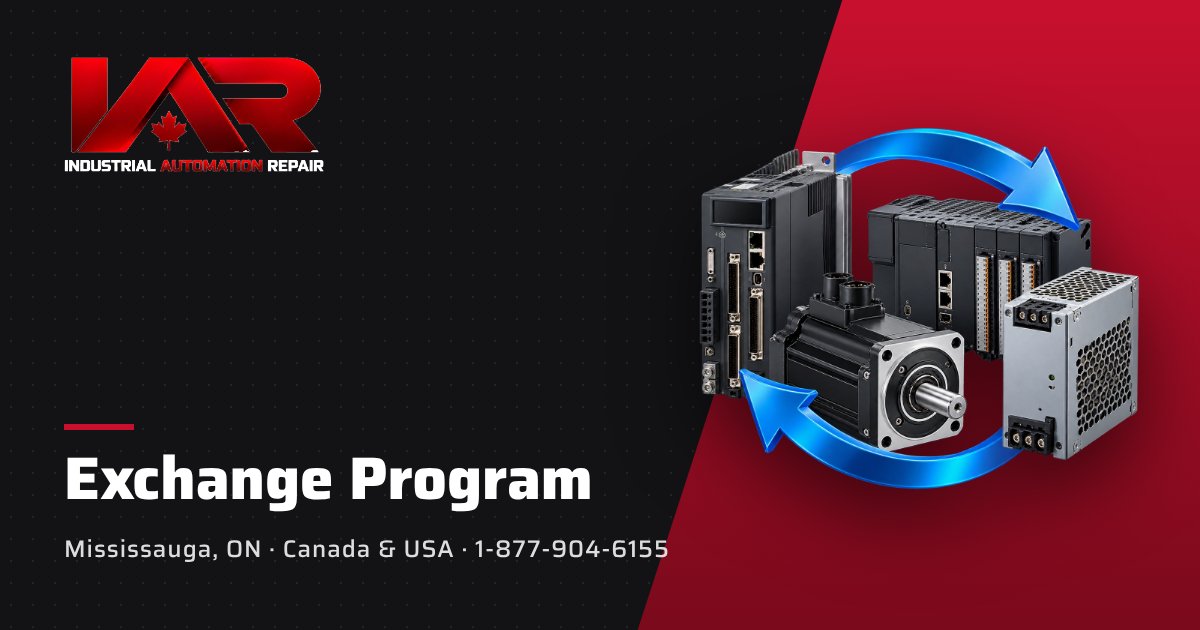 IAR
INDUSTRIAL AUTOMATION REPAIR
Exchange Program
Mississauga, ON · Canada & USA · 1-877-904-6155